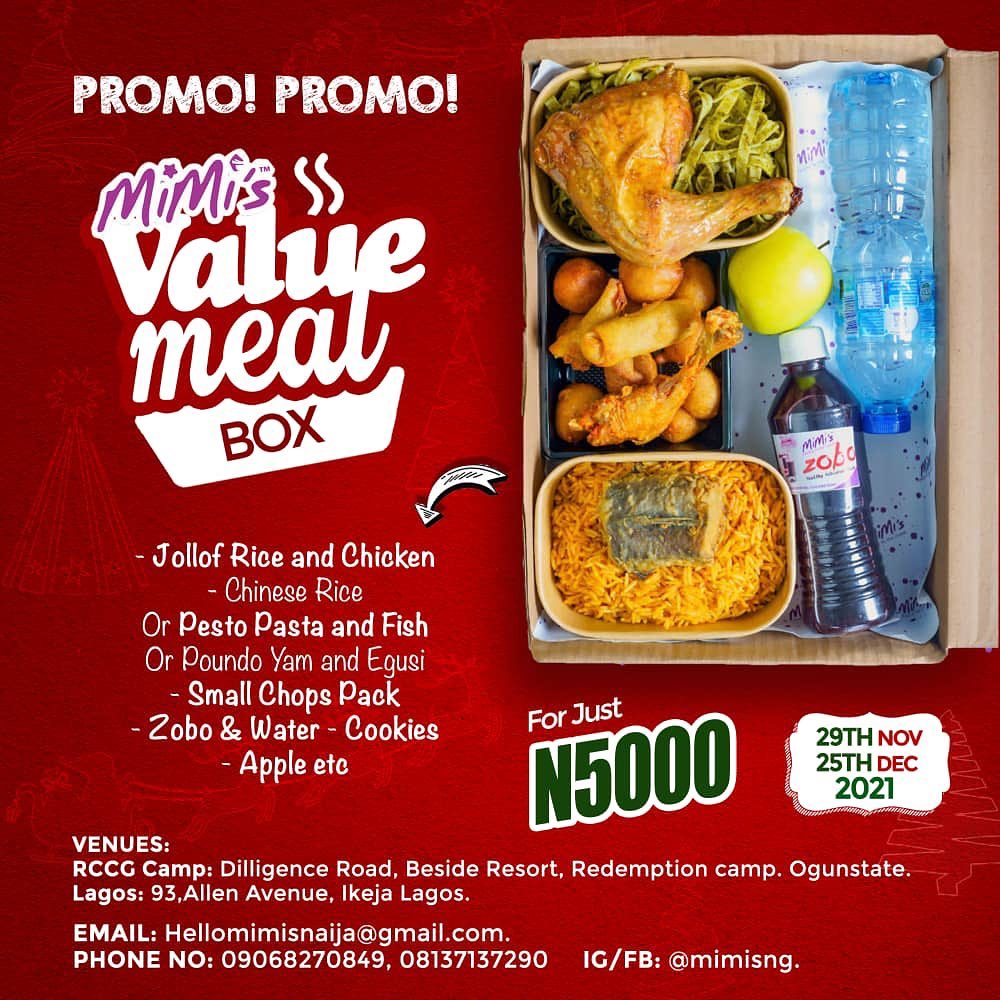 PROMO! PROMO!
MiMi's™
Value
meal
BOX
- Jollof Rice and Chicken
- Chinese Rice
Or Pesto Pasta and Fish
Or Poundo Yam and Egusi
- Small Chops Pack
- Zobo & Water - Cookies
- Apple etc
MiMi's
zobo
For Just
N5000
29TH NOV
25TH DEC
2021
VENUES:
RCCG Camp: Dilligence Road, Beside Resort, Redemption camp. Ogunstate.
Lagos: 93,Allen Avenue, Ikeja Lagos.
EMAIL: Hellomimisnaija@gmail.com.
PHONE NO: 09068270849, 08137137290 IG/FB: @mimisng.